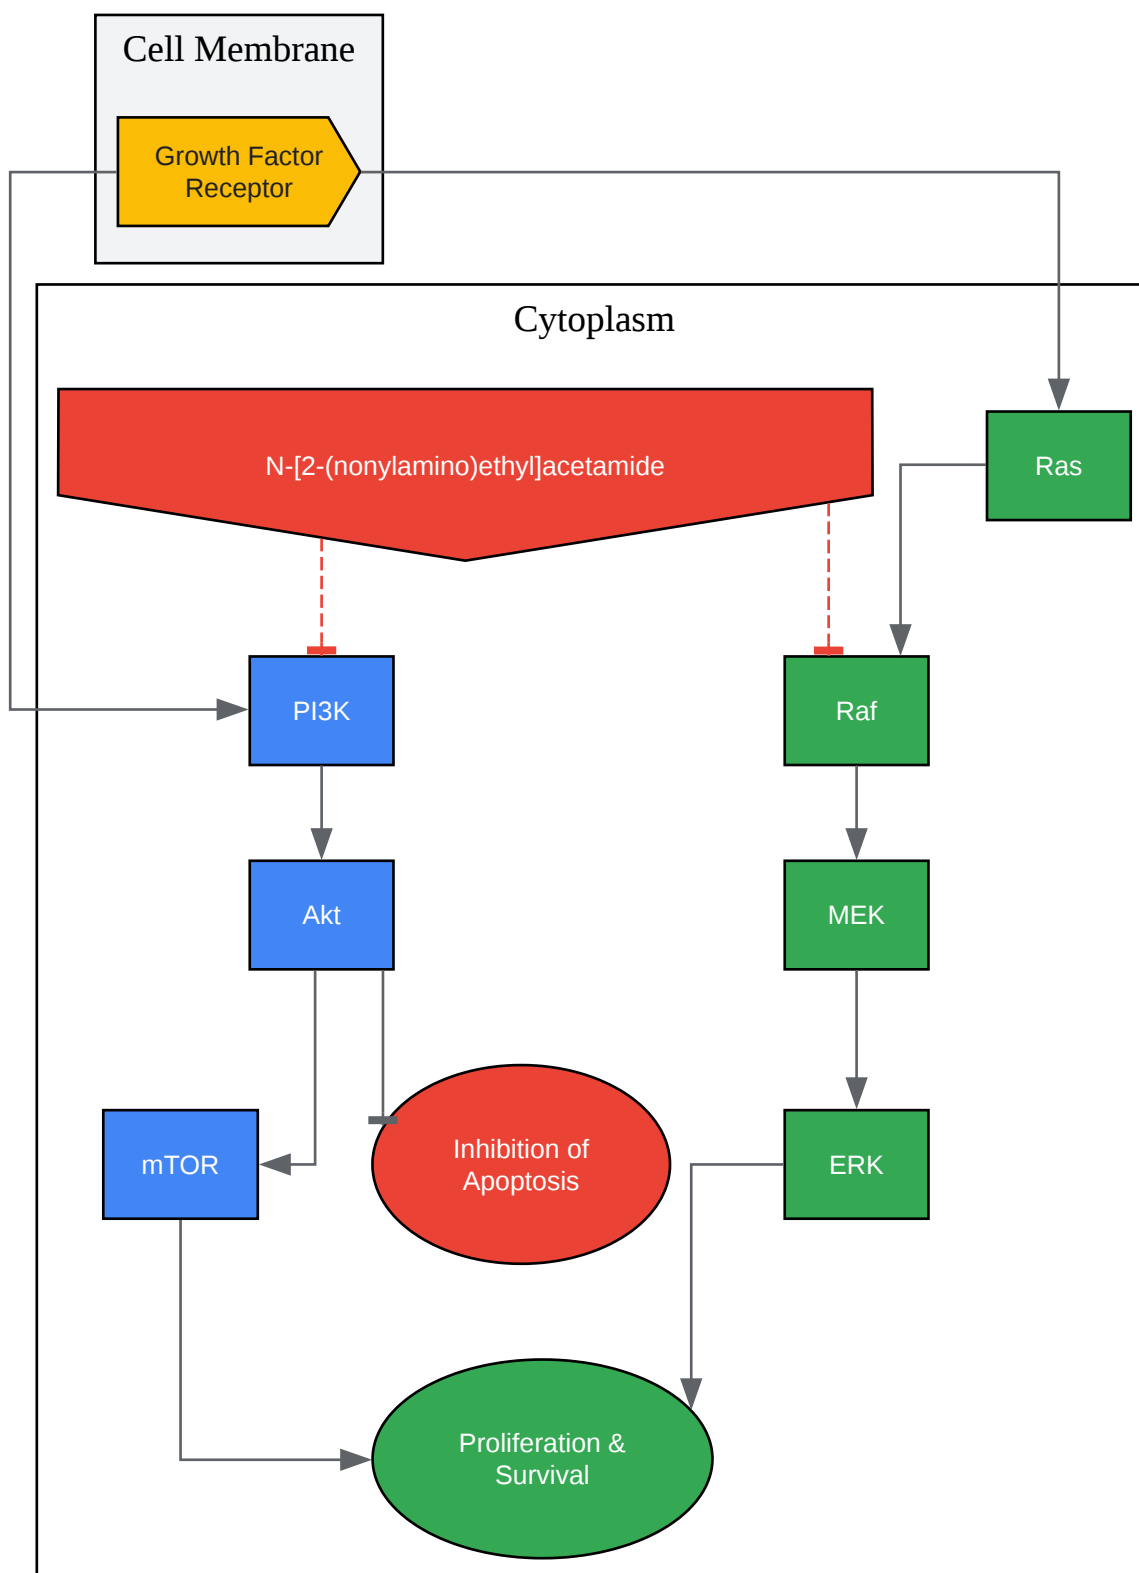 Cell Membrane
Growth Factor
Receptor
Cytoplasm
N-[2-(nonylamino)ethyl]acetamide
Ras
PI3K
Raf
Akt
MEK
mTOR
Inhibition of
Apoptosis
ERK
Proliferation &
Survival